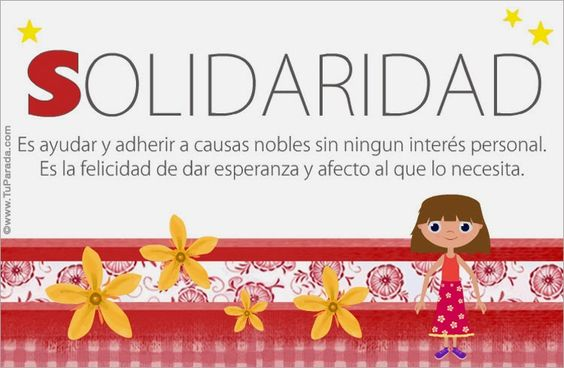 SOLIDARIDAD
Es ayudar y adherir a causas nobles sin ningun interés personal.
Es la felicidad de dar esperanza y afecto al que lo necesita.
©www.TuParada.com